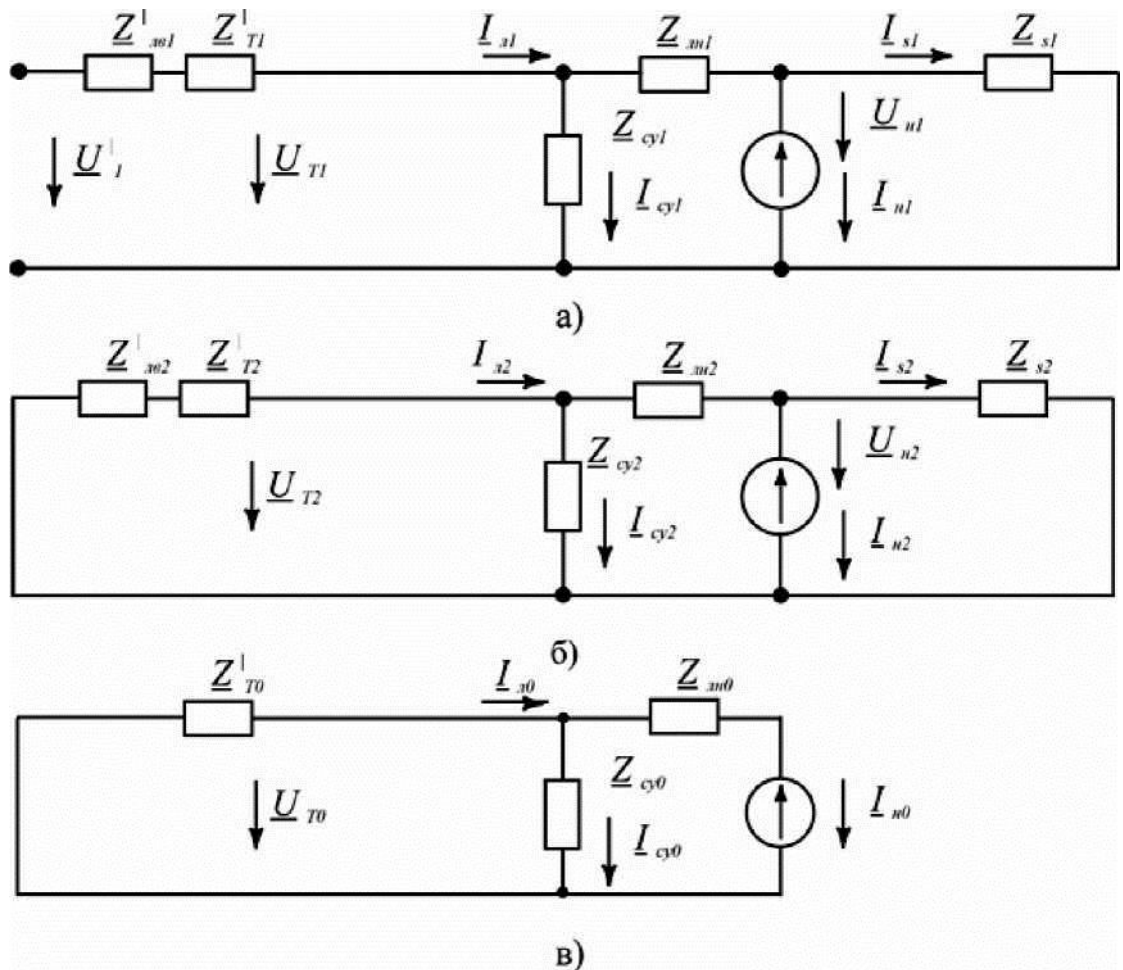 Z'лв1 Z'T1 Iл1 Zлн1 Is1 Zs1
U'1 UT1 Zсу1 Iсу1 Uн1 Iн1
а)
Z'лв2 Z'T2 Iл2 Zлн2 Is2 Zs2
UT2 Zсу2 Iсу2 Uн2 Iн2
б)
Z'T0 Iл0 Zлн0
UT0 Zсу0 Iсу0 Iн0
в)